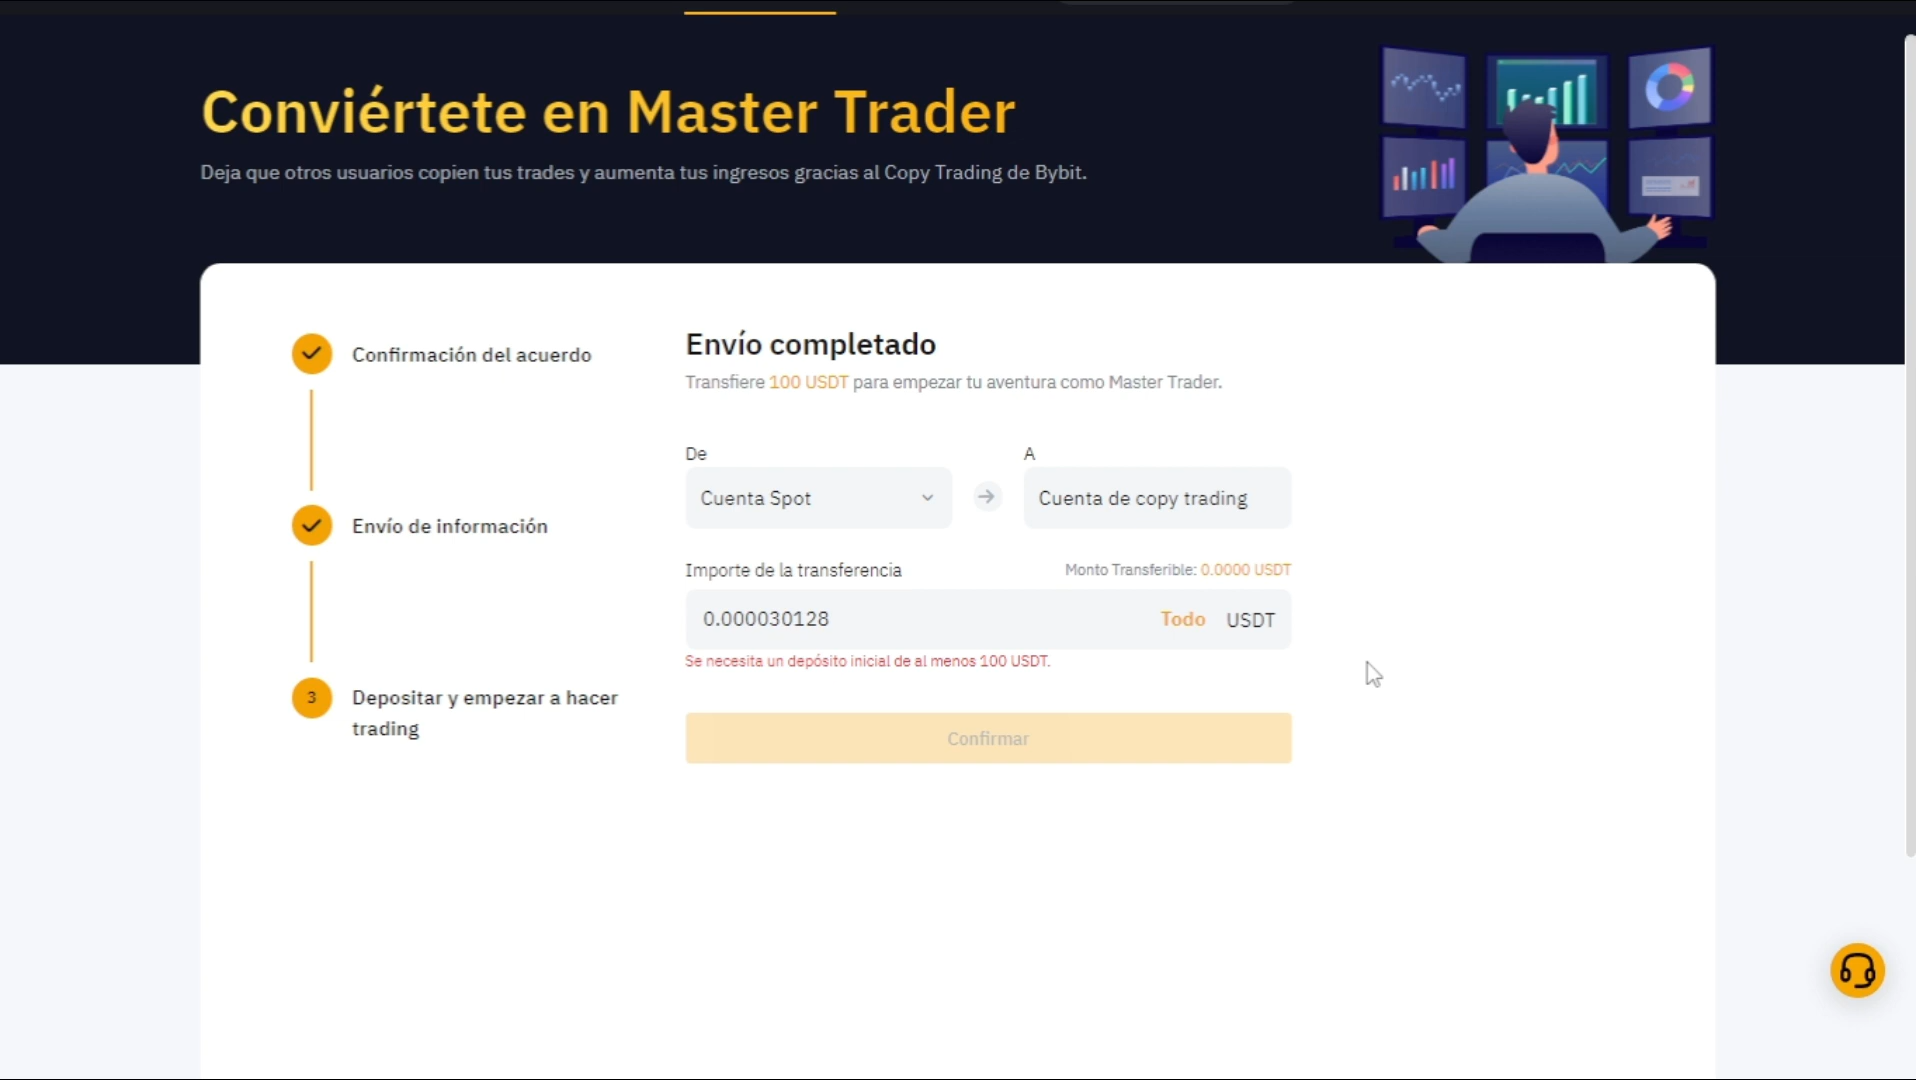 Conviértete en Master Trader
Deja que otros usuarios copien tus trades y aumenta tus ingresos gracias al Copy Trading de Bybit.
Confirmación del acuerdo
Envío de información
3
Depositar y empezar a hacer
trading
Envío completado
Transfiere 100 USDT para empezar tu aventura como Master Trader.
De
A
Cuenta Spot
Cuenta de copy trading
Importe de la transferencia
Monto Transferible: 0.0000 USDT
0.000030128
Todo
USDT
Se necesita un depósito inicial de al menos 100 USDT.
Confirmar